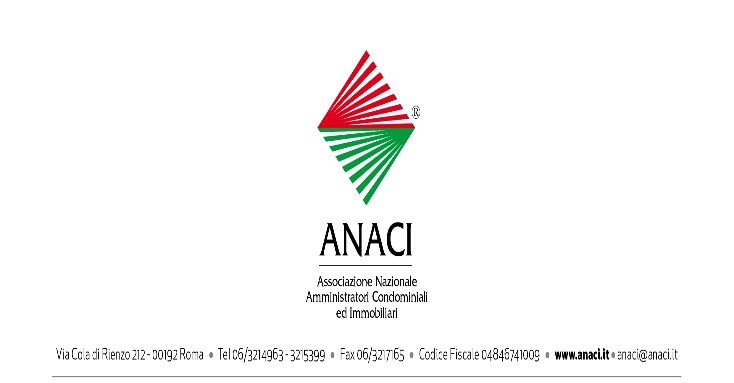 ®
ANACI
Associazione Nazionale
Amministratori Condominiali
ed Immobiliari
Via Cola di Rienzo 212 - 00192 Roma • Tel 06/3214963 - 3215399 • Fax 06/3217165 • Codice Fiscale 04846741009 • www.anaci.it • anaci@anaci.it